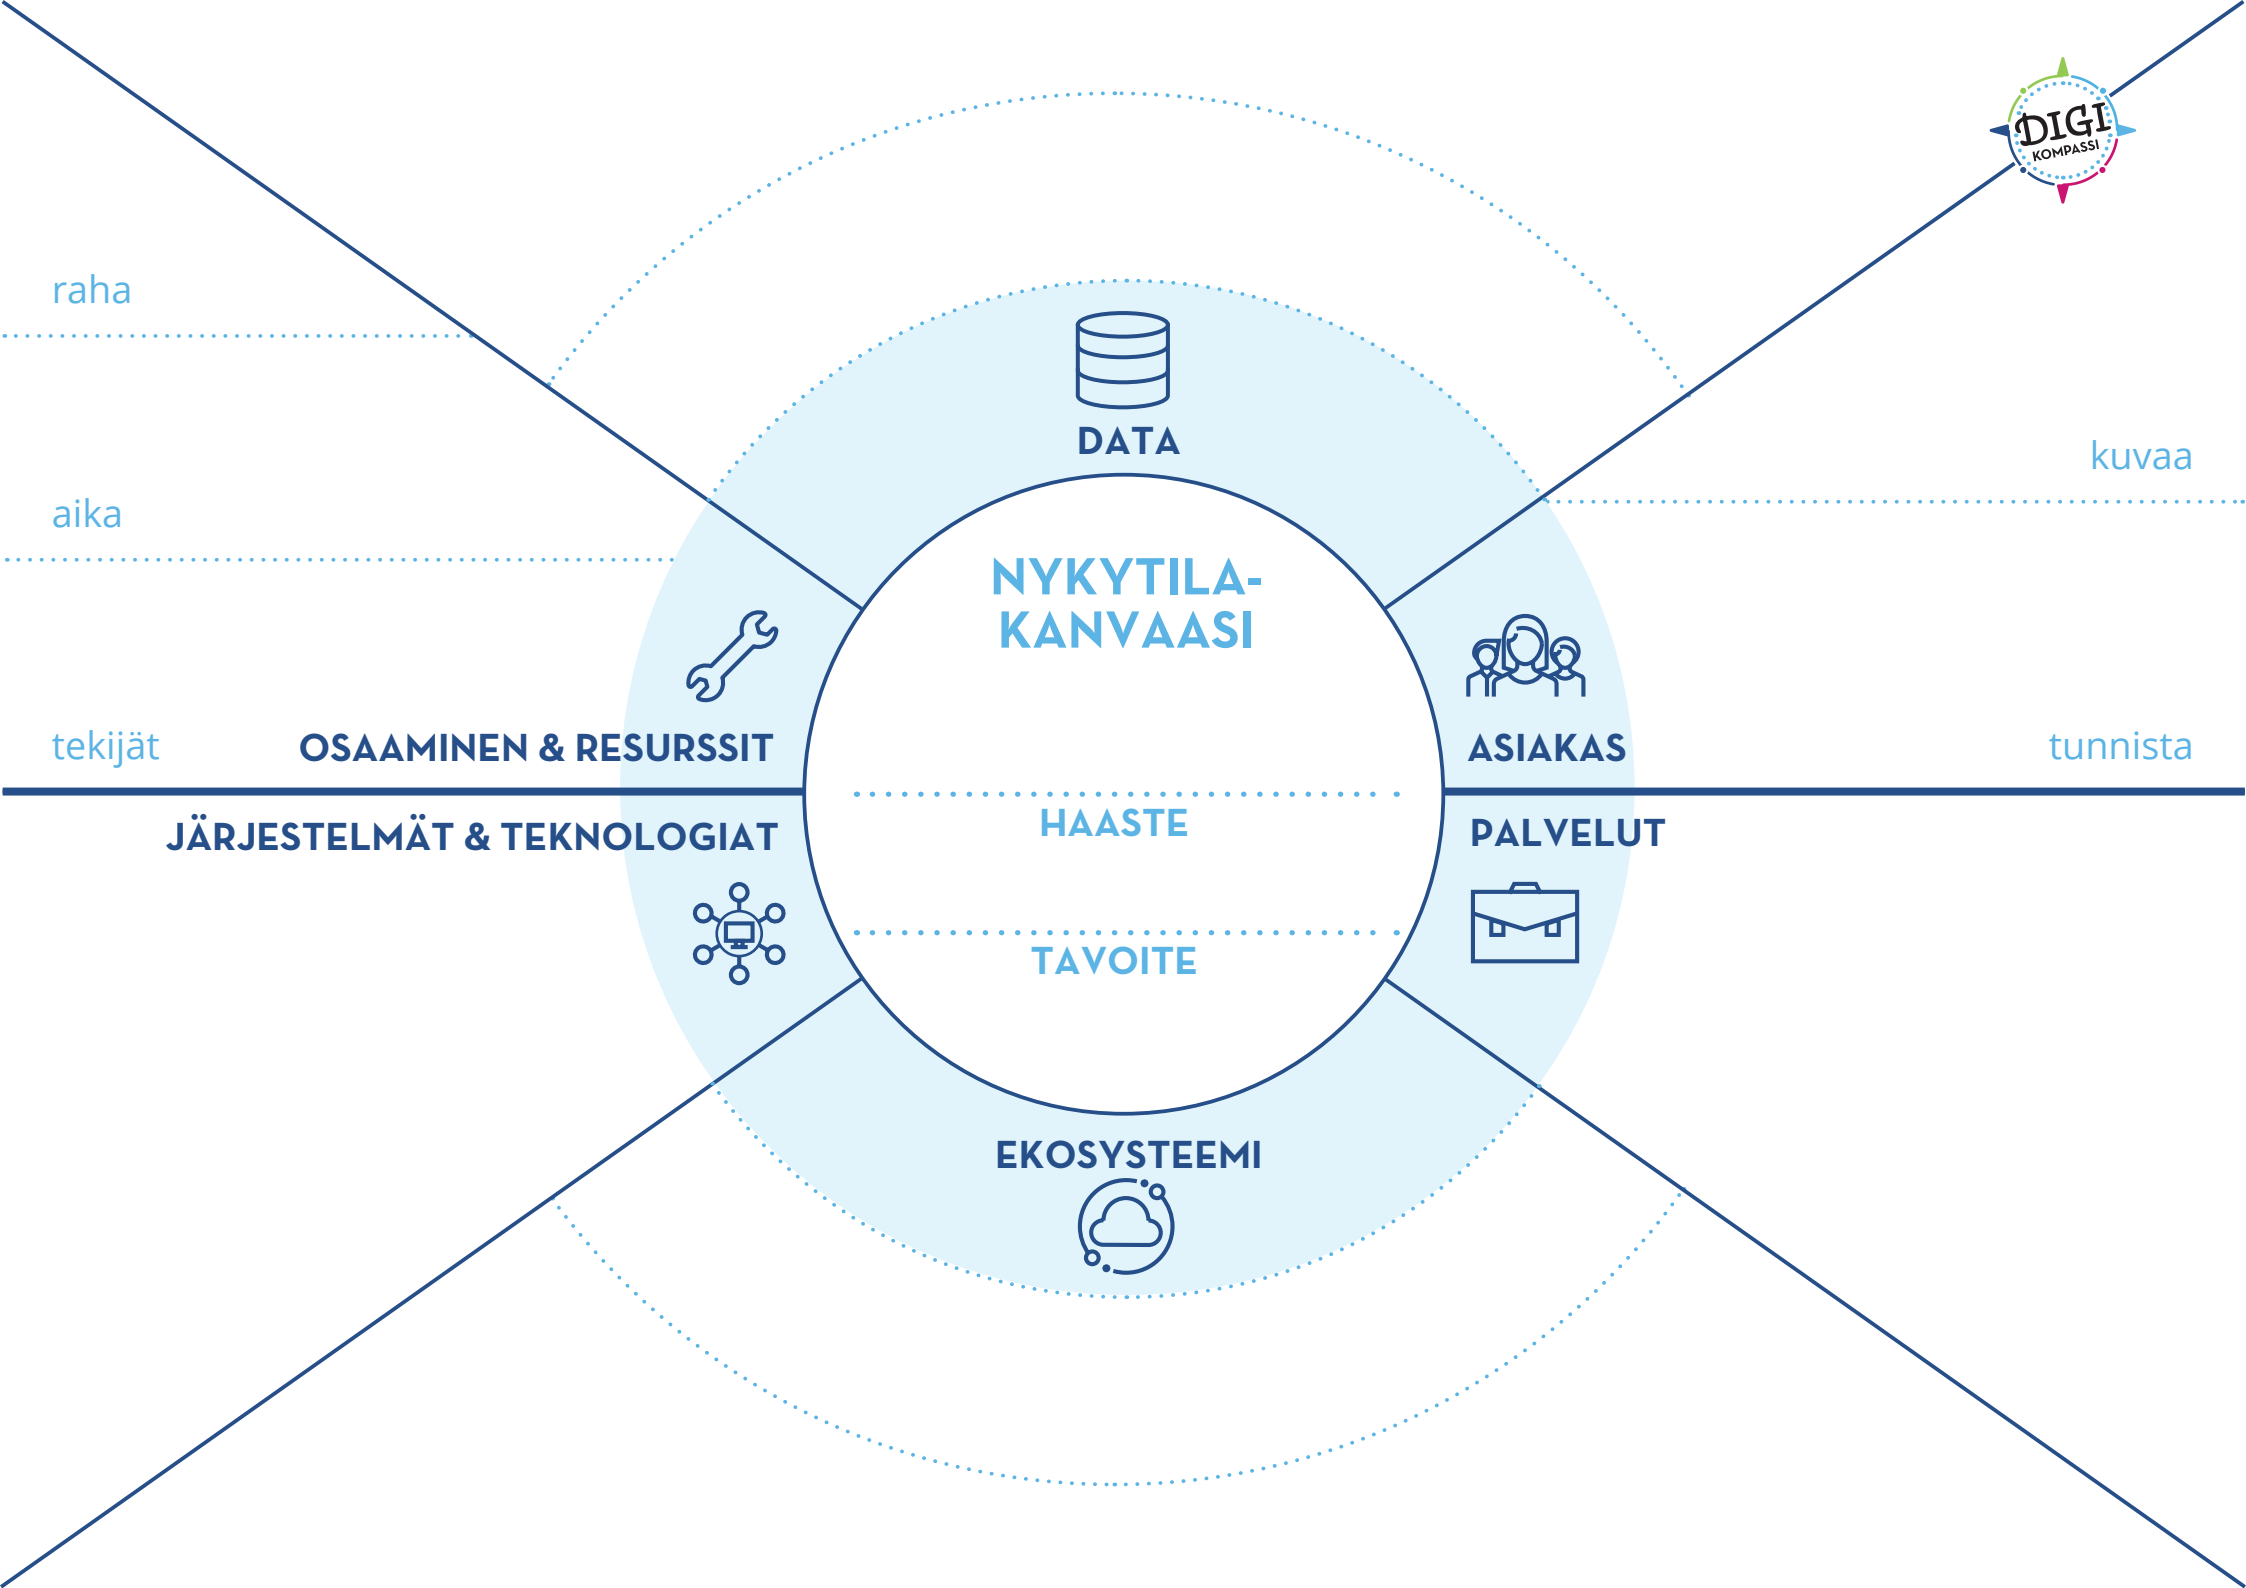 DIGI
KOMPASSI
raha
DATA
kuvaa
aika
NYKYTILA-
KANVAASI
tekijät
OSAAMINEN & RESURSSIT
ASIAKAS
tunnista
HAASTE
JÄRJESTELMÄT & TEKNOLOGIAT
PALVELUT
TAVOITE
EKOSYSTEEMI